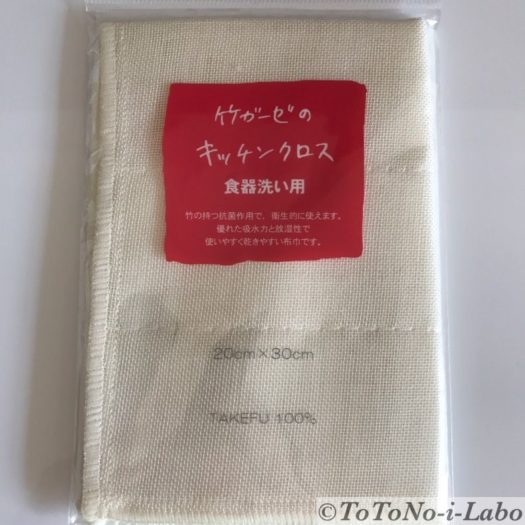 竹ガーゼの
キッチンクロス
食器洗い用
竹の持つ抗菌作用で、衛生的に使えます。
優れた吸水力と放湿性で
使いやすく乾きやすい布巾です。
20cm×30cm
TAKEFU 100%
©ToToNo-i-Labo